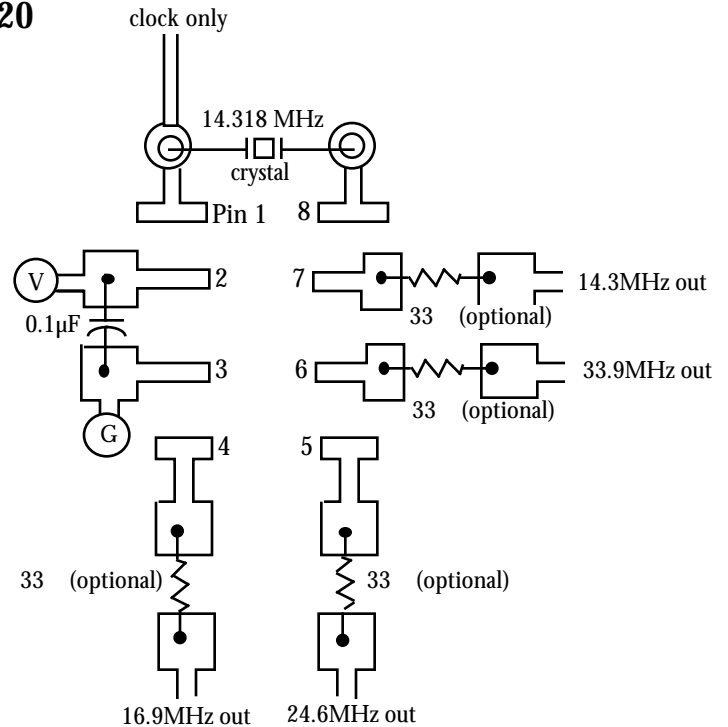 20
clock only
14.318 MHz
crystal
Pin 1
8
V
2
7
14.3MHz out
0.1µF
33 (optional)
3
6
33.9MHz out
33 (optional)
G
4
5
33 (optional)
33 (optional)
16.9MHz out
24.6MHz out